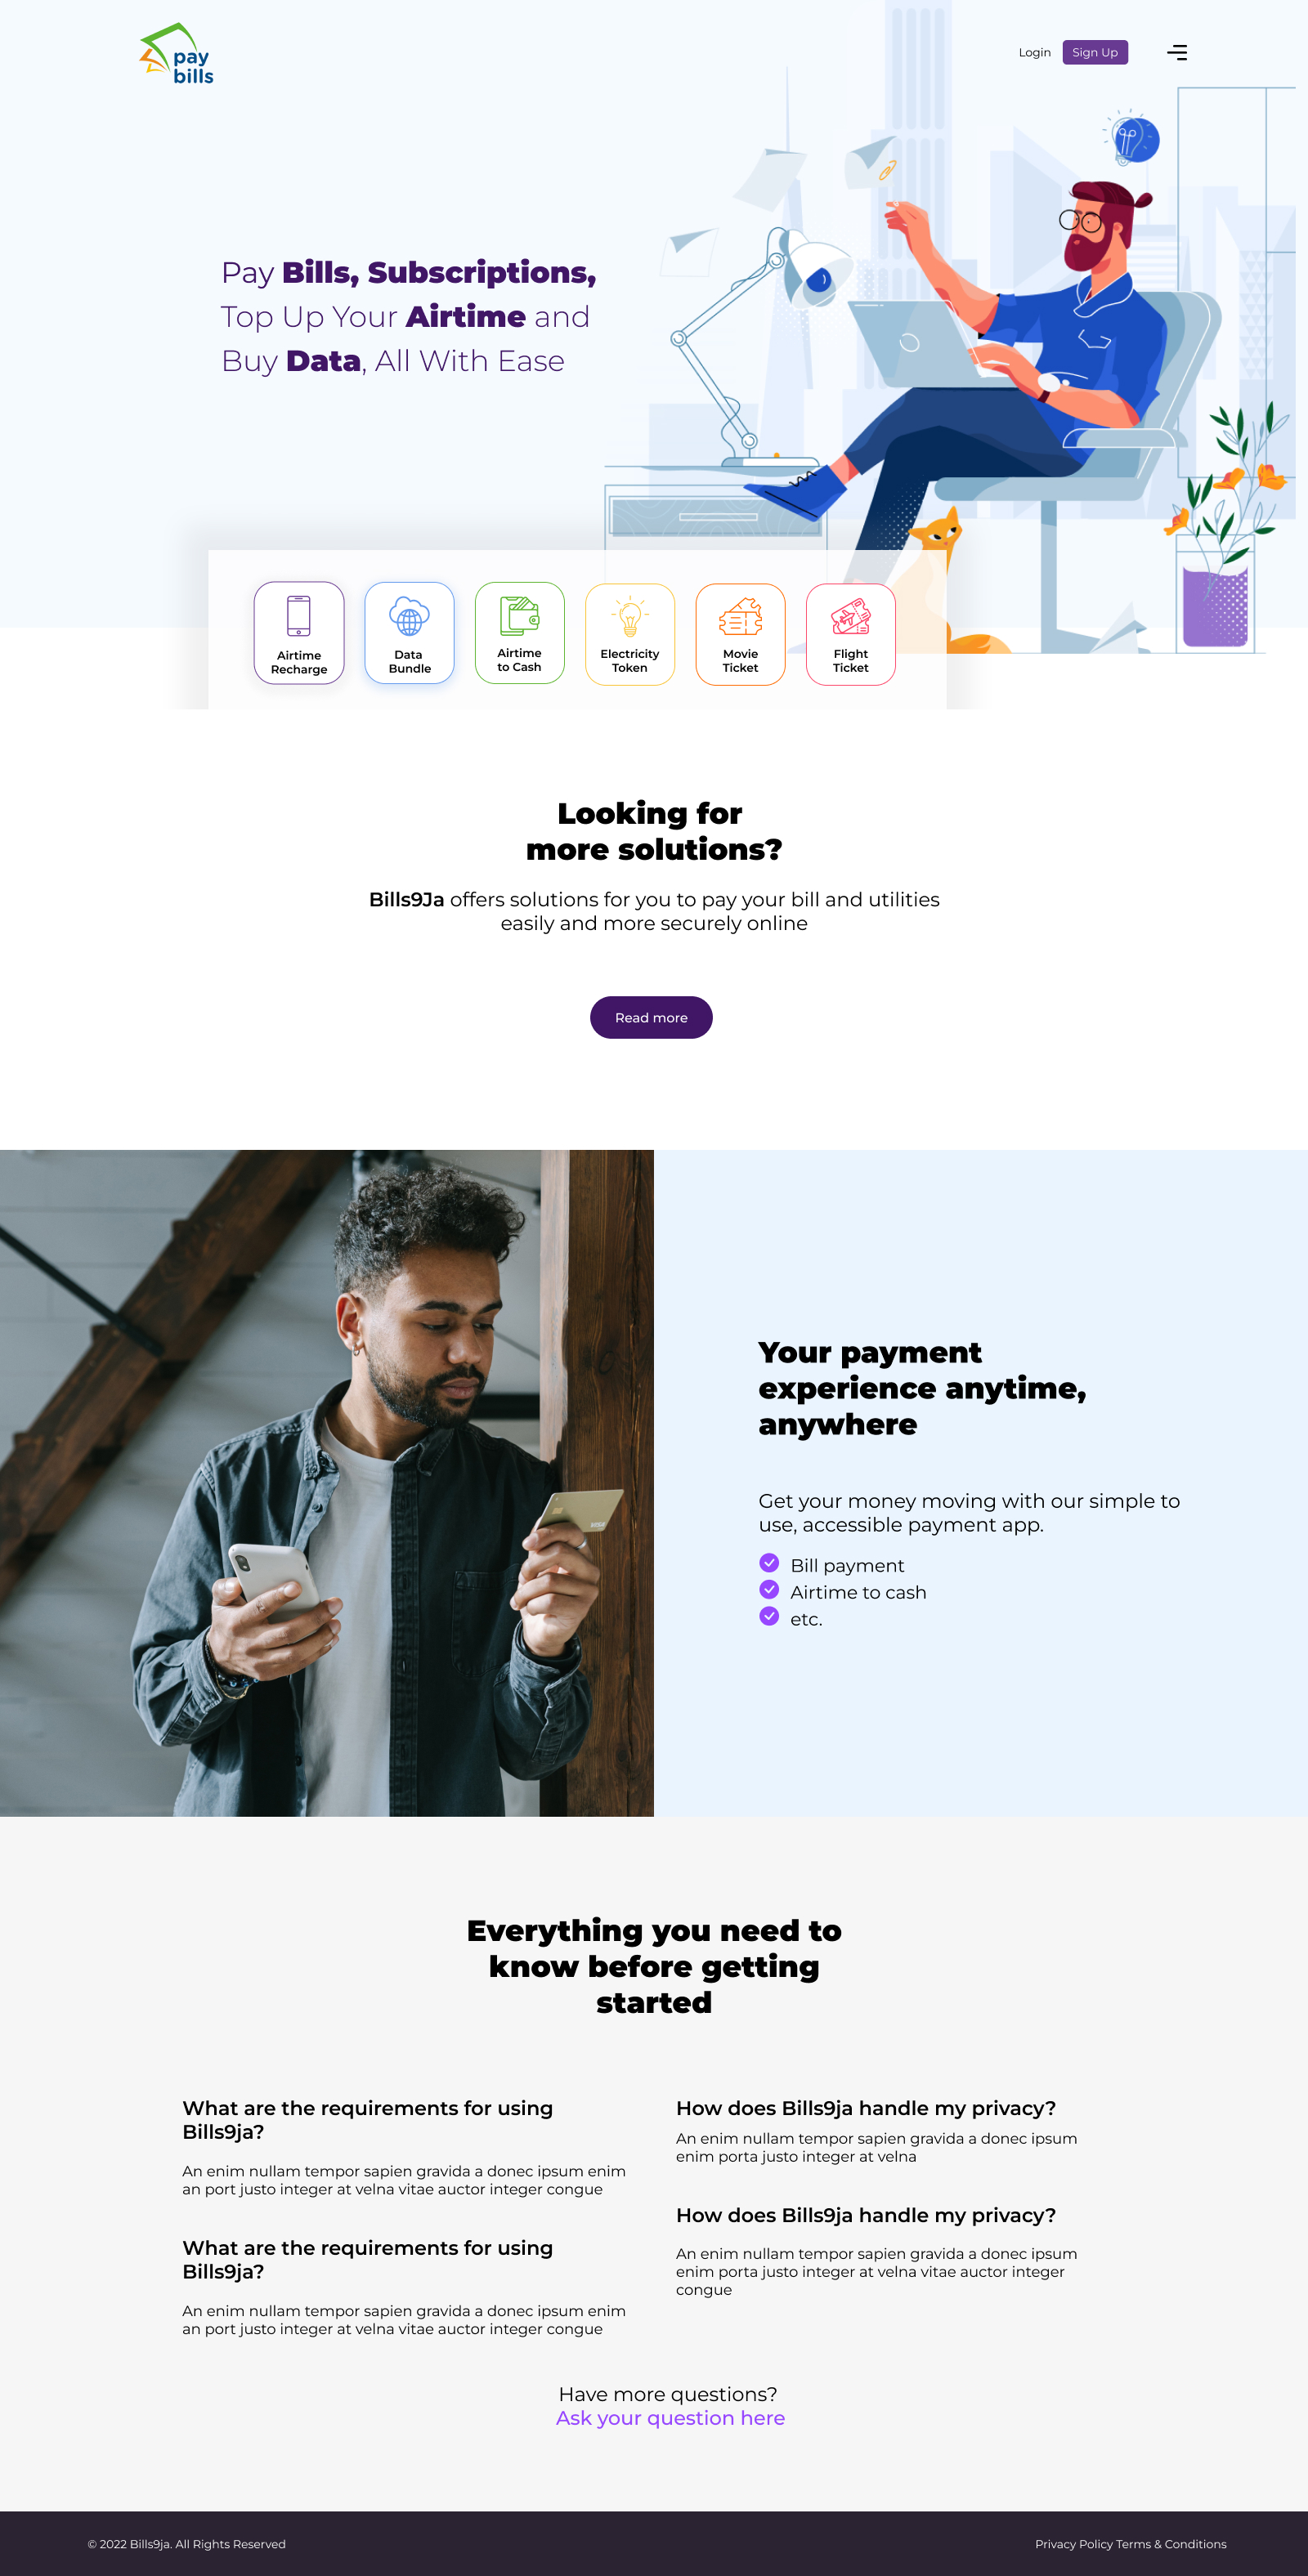 pay
bills
Login
Sign Up
Pay Bills, Subscriptions,
Top Up Your Airtime and
Buy Data, All With Ease
Airtime
Recharge
Data
Bundle
Airtime
to Cash
Electricity
Token
Movie
Ticket
Flight
Ticket
Looking for
more solutions?
Bills9Ja offers solutions for you to pay your bill and utilities
easily and more securely online
Read more
VISA
Your payment
experience anytime,
anywhere
Get your money moving with our simple to
use, accessible payment app.
Bill payment
Airtime to cash
etc.
Everything you need to
know before getting
started
What are the requirements for using
Bills9ja?
An enim nullam tempor sapien gravida a donec ipsum enim
an port justo integer at velna vitae auctor integer congue
What are the requirements for using
Bills9ja?
An enim nullam tempor sapien gravida a donec ipsum enim
an port justo integer at velna vitae auctor integer congue
How does Bills9ja handle my privacy?
An enim nullam tempor sapien gravida a donec ipsum
enim porta justo integer at velna
How does Bills9ja handle my privacy?
An enim nullam tempor sapien gravida a donec ipsum
enim porta justo integer at velna vitae auctor integer
congue
Have more questions?
Ask your question here
© 2022 Bills9ja. All Rights Reserved
Privacy Policy Terms & Conditions